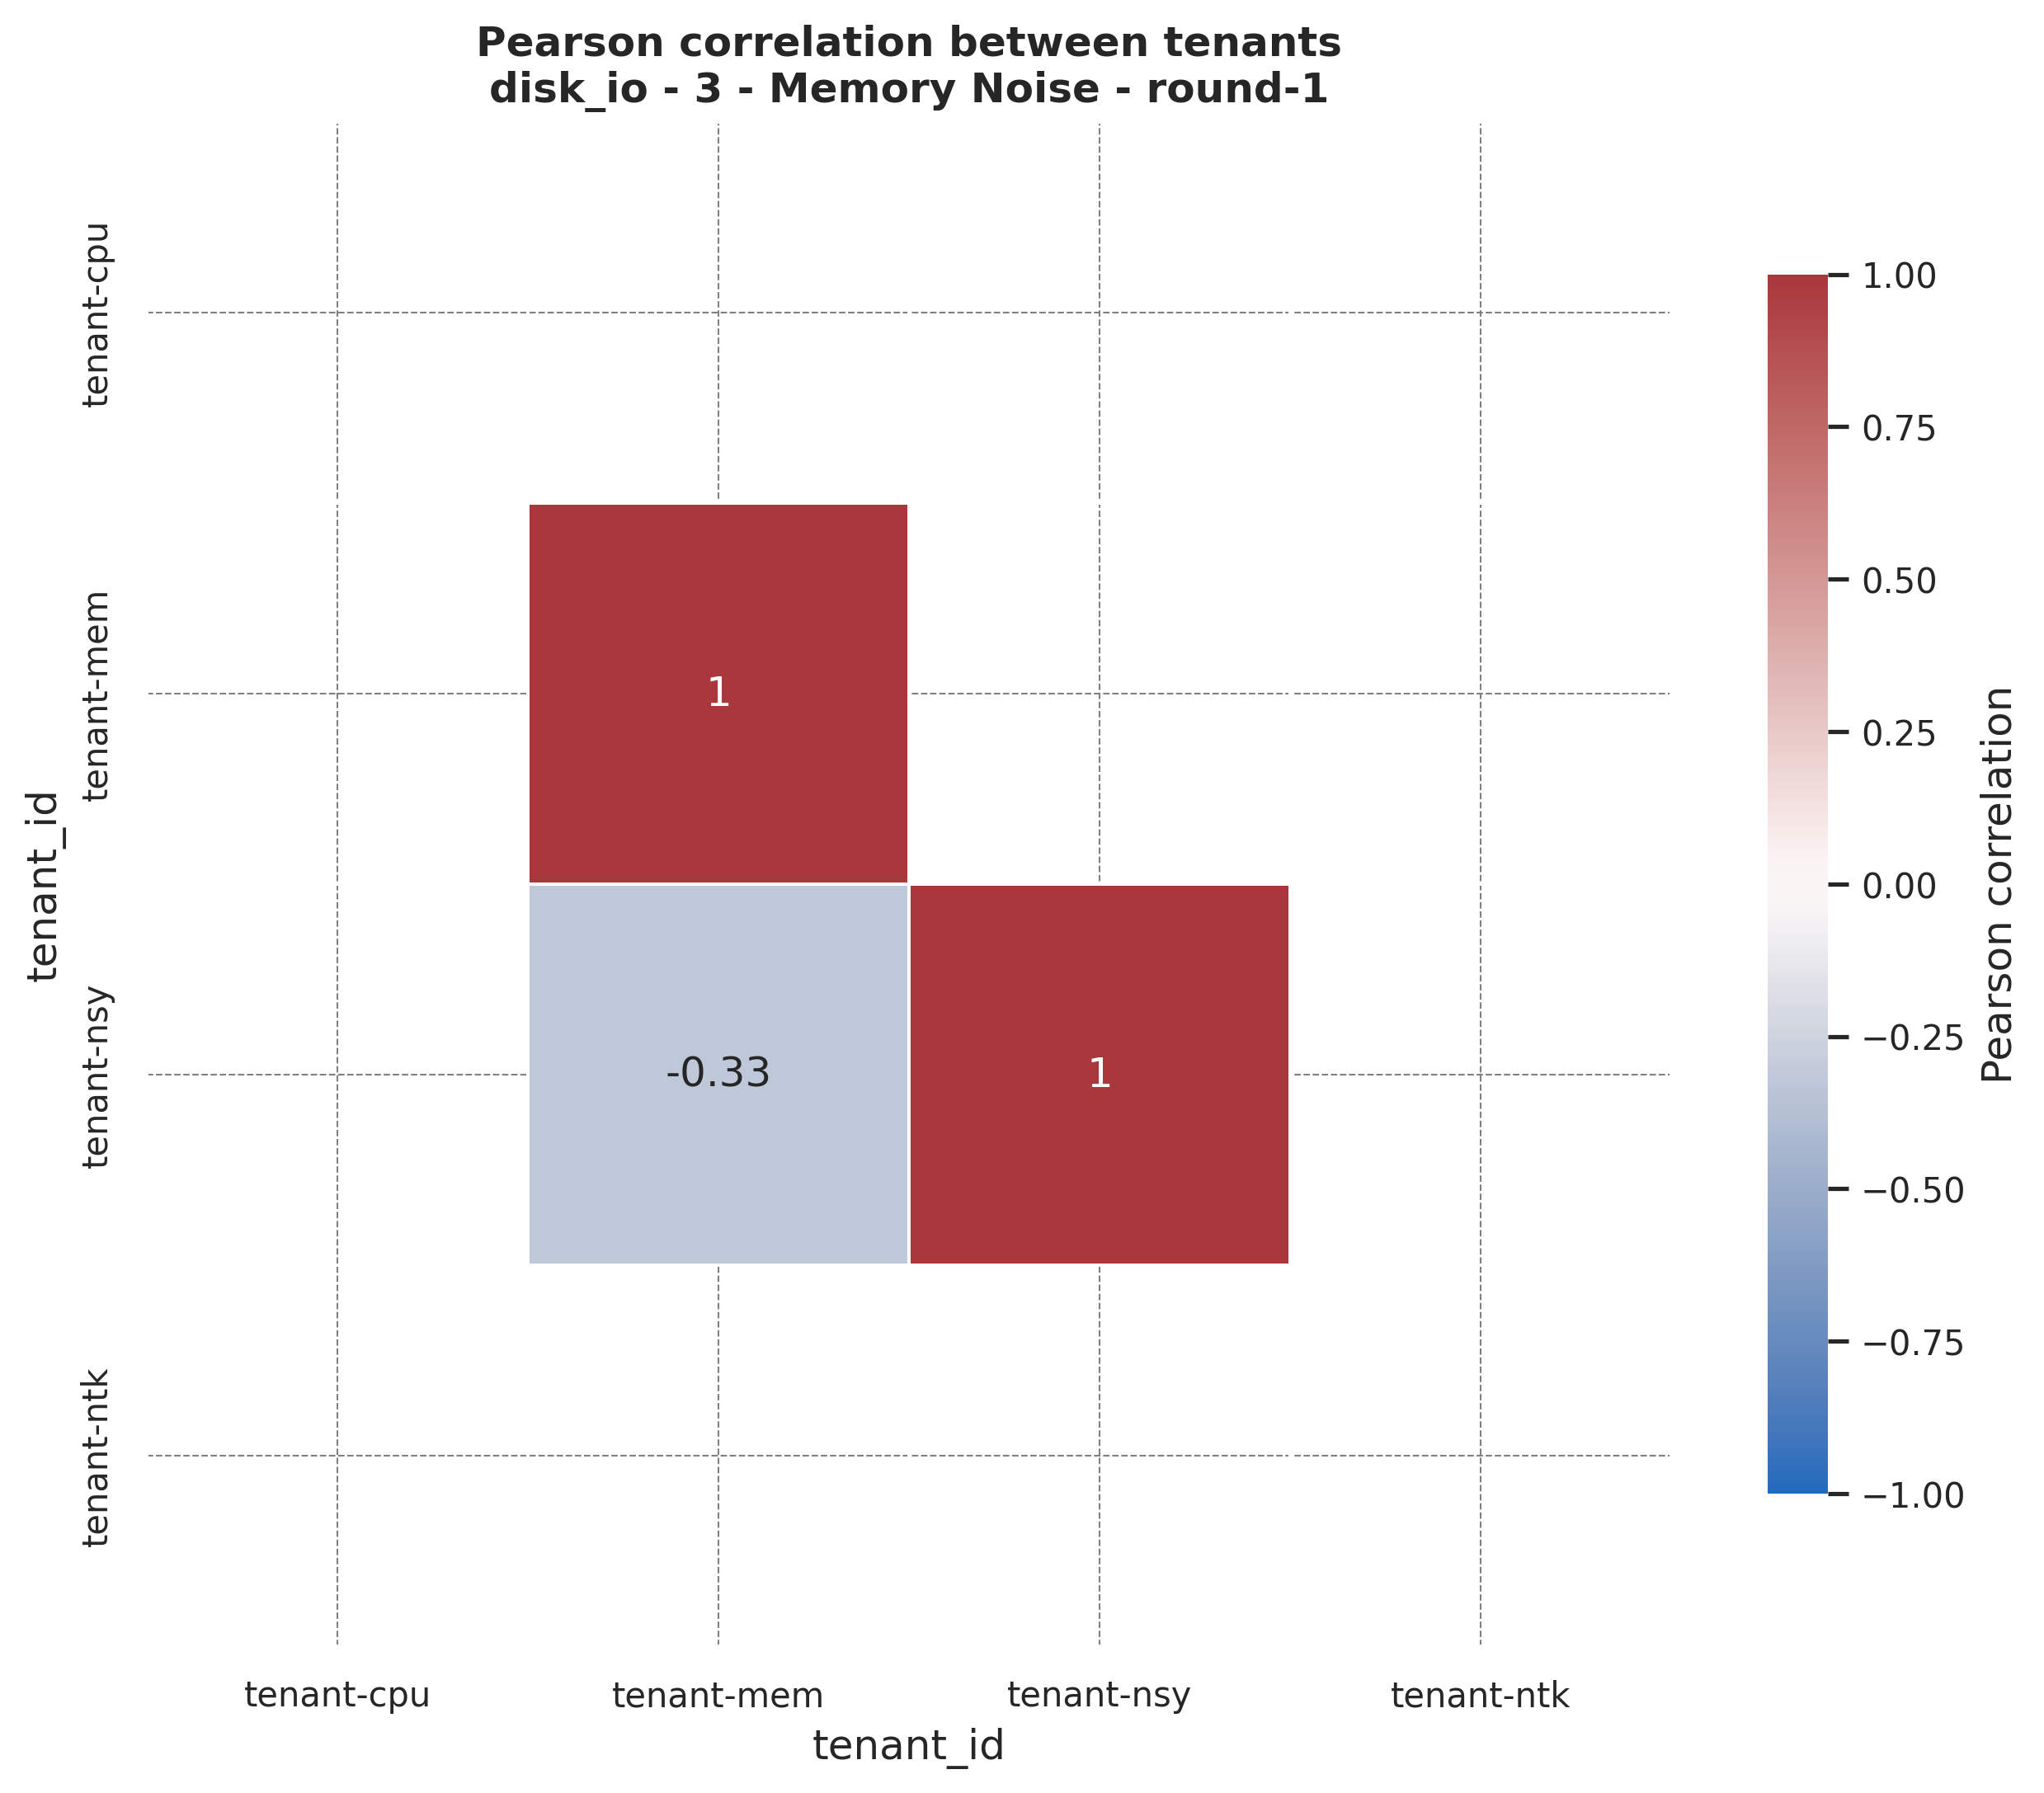 Pearson correlation between tenants
disk_io - 3 - Memory Noise - round-1
tenant_id
tenant-cpu
tenant-mem
tenant-nsy
tenant-ntk
1
-0.33
1
tenant-cpu
tenant-mem
tenant-nsy
tenant-ntk
tenant_id
1.00
0.75
0.50
0.25
0.00
−0.25
−0.50
−0.75
−1.00
Pearson correlation